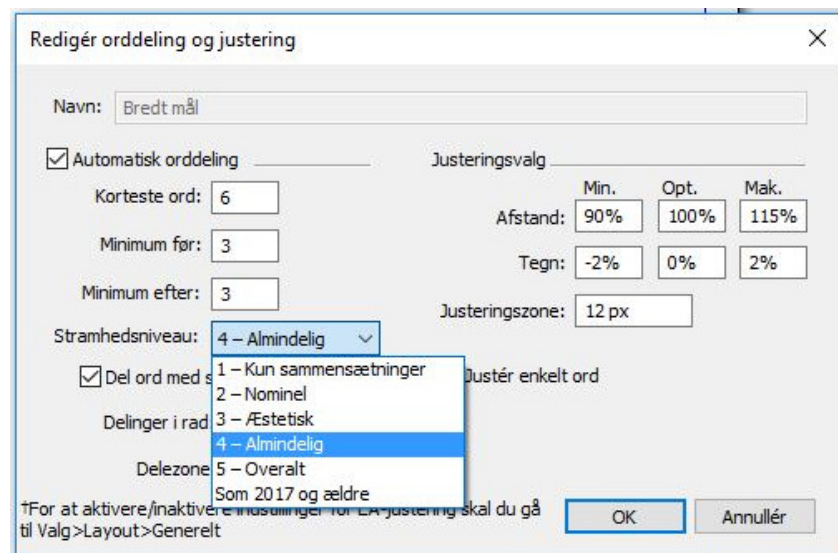 Redigér orddeling og justering
Navn: Bredt mål
Automatisk orddeling
Korteste ord: 6
Minimum før: 3
Minimum efter: 3
Stramhedsniveau: 4 – Almindelig
1 – Kun sammensætninger
2 – Nominel
3 – Æstetisk
4 – Almindelig
5 – Overalt
Som 2017 og ældre
Del ord med s
Delinger i rad
Delezone
Justeringsvalg
Min. Opt. Mak.
Afstand: 90% 100% 115%
Tegn: -2% 0% 2%
Justeringszone: 12 px
Justér enkelt ord
†For at aktivere/inaktivere indstillinger for EA-justering skal du gå
til Valg>Layout>Generelt
OK Annullér